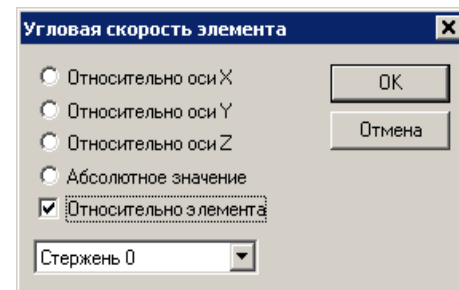 Угловая скорость элемента
Относительно оси X
Относительно оси Y
Относительно оси Z
Абсолютное значение
Относительно элемента
Стержень 0
OK
Отмена